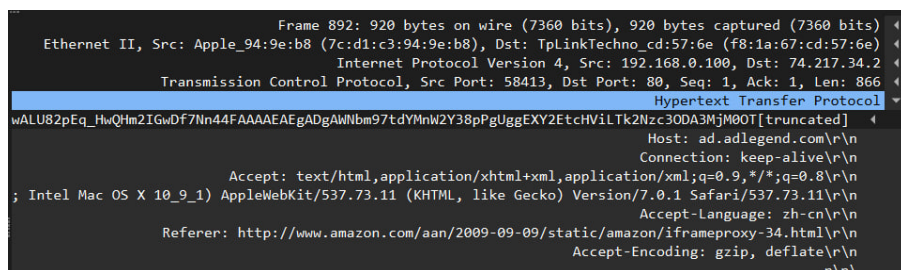 Frame 892: 920 bytes on wire (7360 bits), 920 bytes captured (7360 bits)
Ethernet II, Src: Apple_94:9e:b8 (7c:d1:c3:94:9e:b8), Dst: TpLinkTechno_cd:57:6e (f8:1a:67:cd:57:6e)
Internet Protocol Version 4, Src: 192.168.0.100, Dst: 74.217.34.2
Transmission Control Protocol, Src Port: 58413, Dst Port: 80, Seq: 1, Ack: 1, Len: 866
Hypertext Transfer Protocol
wALU82pEq_HwQHm2IGwDf7Nn44FAAAAEAEgADgAWNbm97tdYMnW2Y38pPgUggEXY2EtcHViLTk2Nzc3ODA3MjM0OT[truncated]
Host: ad.adlegend.com\r\n
Connection: keep-alive\r\n
Accept: text/html,application/xhtml+xml,application/xml;q=0.9,*/*;q=0.8\r\n
; Intel Mac OS X 10_9_1) AppleWebKit/537.73.11 (KHTML, like Gecko) Version/7.0.1 Safari/537.73.11\r\n
Accept-Language: zh-cn\r\n
Referer: http://www.amazon.com/aan/2009-09-09/static/amazon/iframeproxy-34.html\r\n
Accept-Encoding: gzip, deflate\r\n